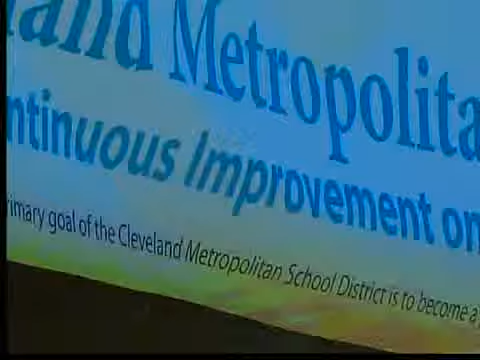 land Metropolita
ntinuous Improvement on
rimary goal of the Cleveland Metropolitan School District is to become a